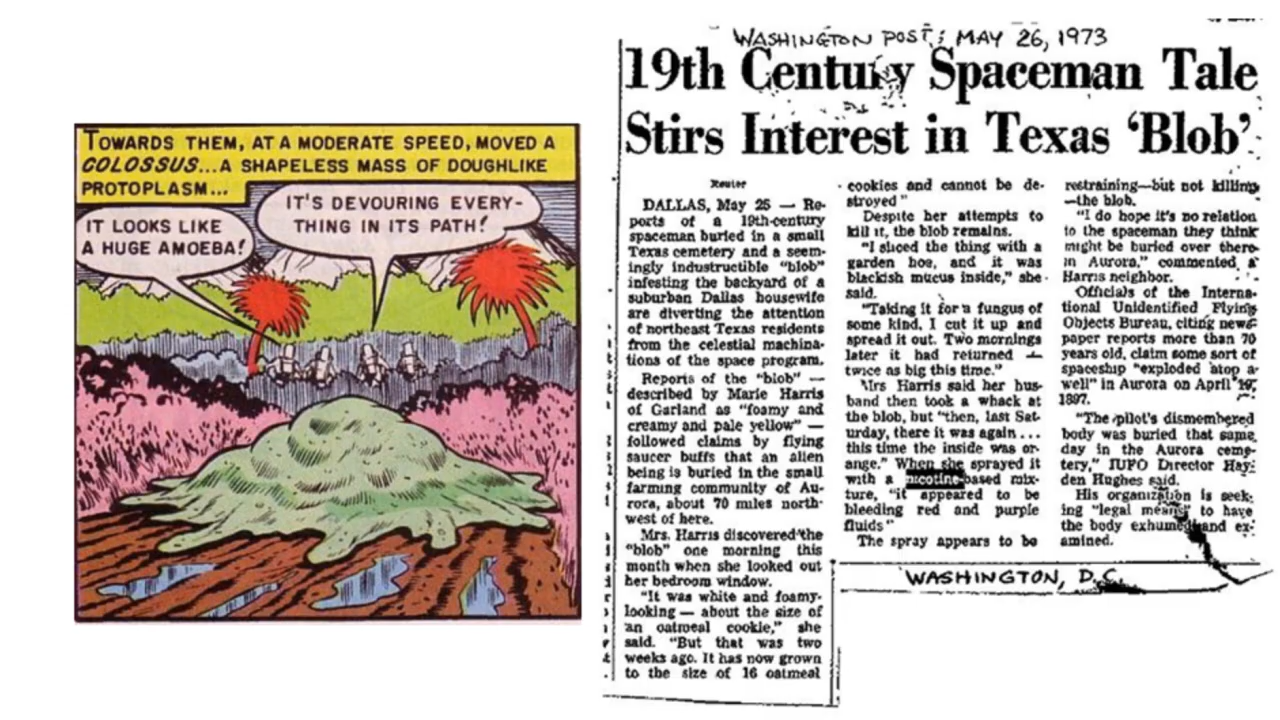 TOWARDS THEM, AT A MODERATE SPEED, MOVED A
COLOSSUS...A SHAPELESS MASS OF DOUGHLIKE
PROTOPLASM...
IT LOOKS LIKE
A HUGE AMOEBA!
IT'S DEVOURING EVERY-
THING IN ITS PATH!
WASHINGTON POST; MAY 26, 1973
19th Century Spaceman Tale
Stirs Interest in Texas ‘Blob’
Reuter
DALLAS, May 25 — Re-
ports of a 19th-century
spaceman buried in a small
Texas cemetery and a seem-
ingly industructible “blob”
infesting the backyard of a
suburban Dallas housewife
are diverting the attention
of northeast Texas residents
from the celestial machina-
tions of the space program.
Reports of the “blob” —
described by Marie Harris
of Garland as “foamy and
creamy and pale yellow” —
followed claims by flying
saucer buffs that an alien
being is buried in the small
farming community of Au-
rora, about 70 miles north-
west of here.
Mrs. Harris discovered the
“blob” one morning this
month when she looked out
her bedroom window.
“It was white and foamy-
looking — about the size of
an oatmeal cookie,” she
said. “But that was two
weeks ago. It has now grown
to the size of 16 oatmeal
cookies and cannot be de-
stroyed”
Despite her attempts to
kill it, the blob remains.
“I sliced the thing with a
garden hoe, and it was
blackish mucus inside,” she
said.
“Taking it for a fungus of
some kind, I cut it up and
spread it out. Two mornings
later it had returned —
twice as big this time.”
Mrs Harris said her hus-
band then took a whack at
the blob, but “then, last Sat-
urday, there it was again...
this time the inside was or-
ange.” When she sprayed it
with a nicotine-based mix-
ture, “it appeared to be
bleeding red and purple
fluids”
The spray appears to be
restraining—but not killing
—the blob.
“I do hope it's no relation
to the spaceman they think
might be buried over there
in Aurora,” commented a
Harris neighbor.
Officials of the Interna-
tional Unidentified Flying
Objects Bureau, citing news-
paper reports more than 70
years old, claim some sort of
spaceship “exploded atop a
well” in Aurora on April 19,
1897.
“The pilot's dismembered
body was buried that same
day in the Aurora ceme-
tery,” IUFO Director Hay-
den Hughes said.
His organization is seek-
ing “legal means” to have
the body exhumed and ex-
amined.
WASHINGTON, D.C.